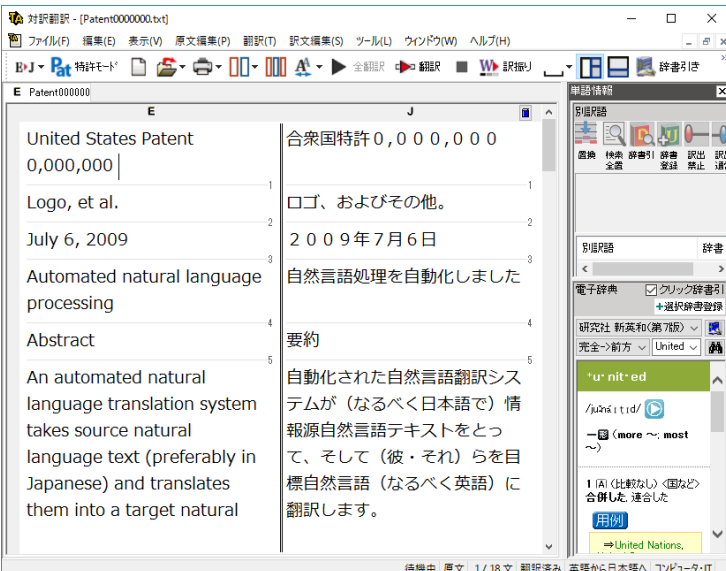 対訳翻訳 - [Patent0000000.txt]
ファイル(F) 編集(E) 表示(V) 原文編集(P) 翻訳(T) 訳文編集(S) ツール(L) ウィンドウ(W) ヘルプ(H)
E›J Pat 特許モード 全翻訳 翻訳 W 訳振り 辞書引き
E Patent000000
単語情報
E J
別訳語
United States Patent 0,000,000
合衆国特許０,０００,０００
置換 検索全置 辞書引 辞書登録 訳出禁止
1
Logo, et al.
ロゴ、およびその他。
2
July 6, 2009
２００９年７月６日
別訳語 辞書
3
Automated natural language
processing
自然言語処理を自動化しました
電子辞典 クリック辞書引
+選択辞書登録
4
研究社 新英和(第7版)
Abstract
要約
完全->前方 United
5
An automated natural
language translation system
takes source natural
language text (preferably in
Japanese) and translates
them into a target natural
自動化された自然言語翻訳シス
テムが（なるべく日本語で）情
報源自然言語テキストをとっ
て、そして（彼・それ）らを目
標自然言語（なるべく英語）に
翻訳します。
(more ～; most
～)
1 (比較なし) 〈国など〉
合併した, 連合した
用例
⇒United Nations,
待機中 原文 1/18文 翻訳済み 英語から日本語へ コンピュータ・IT